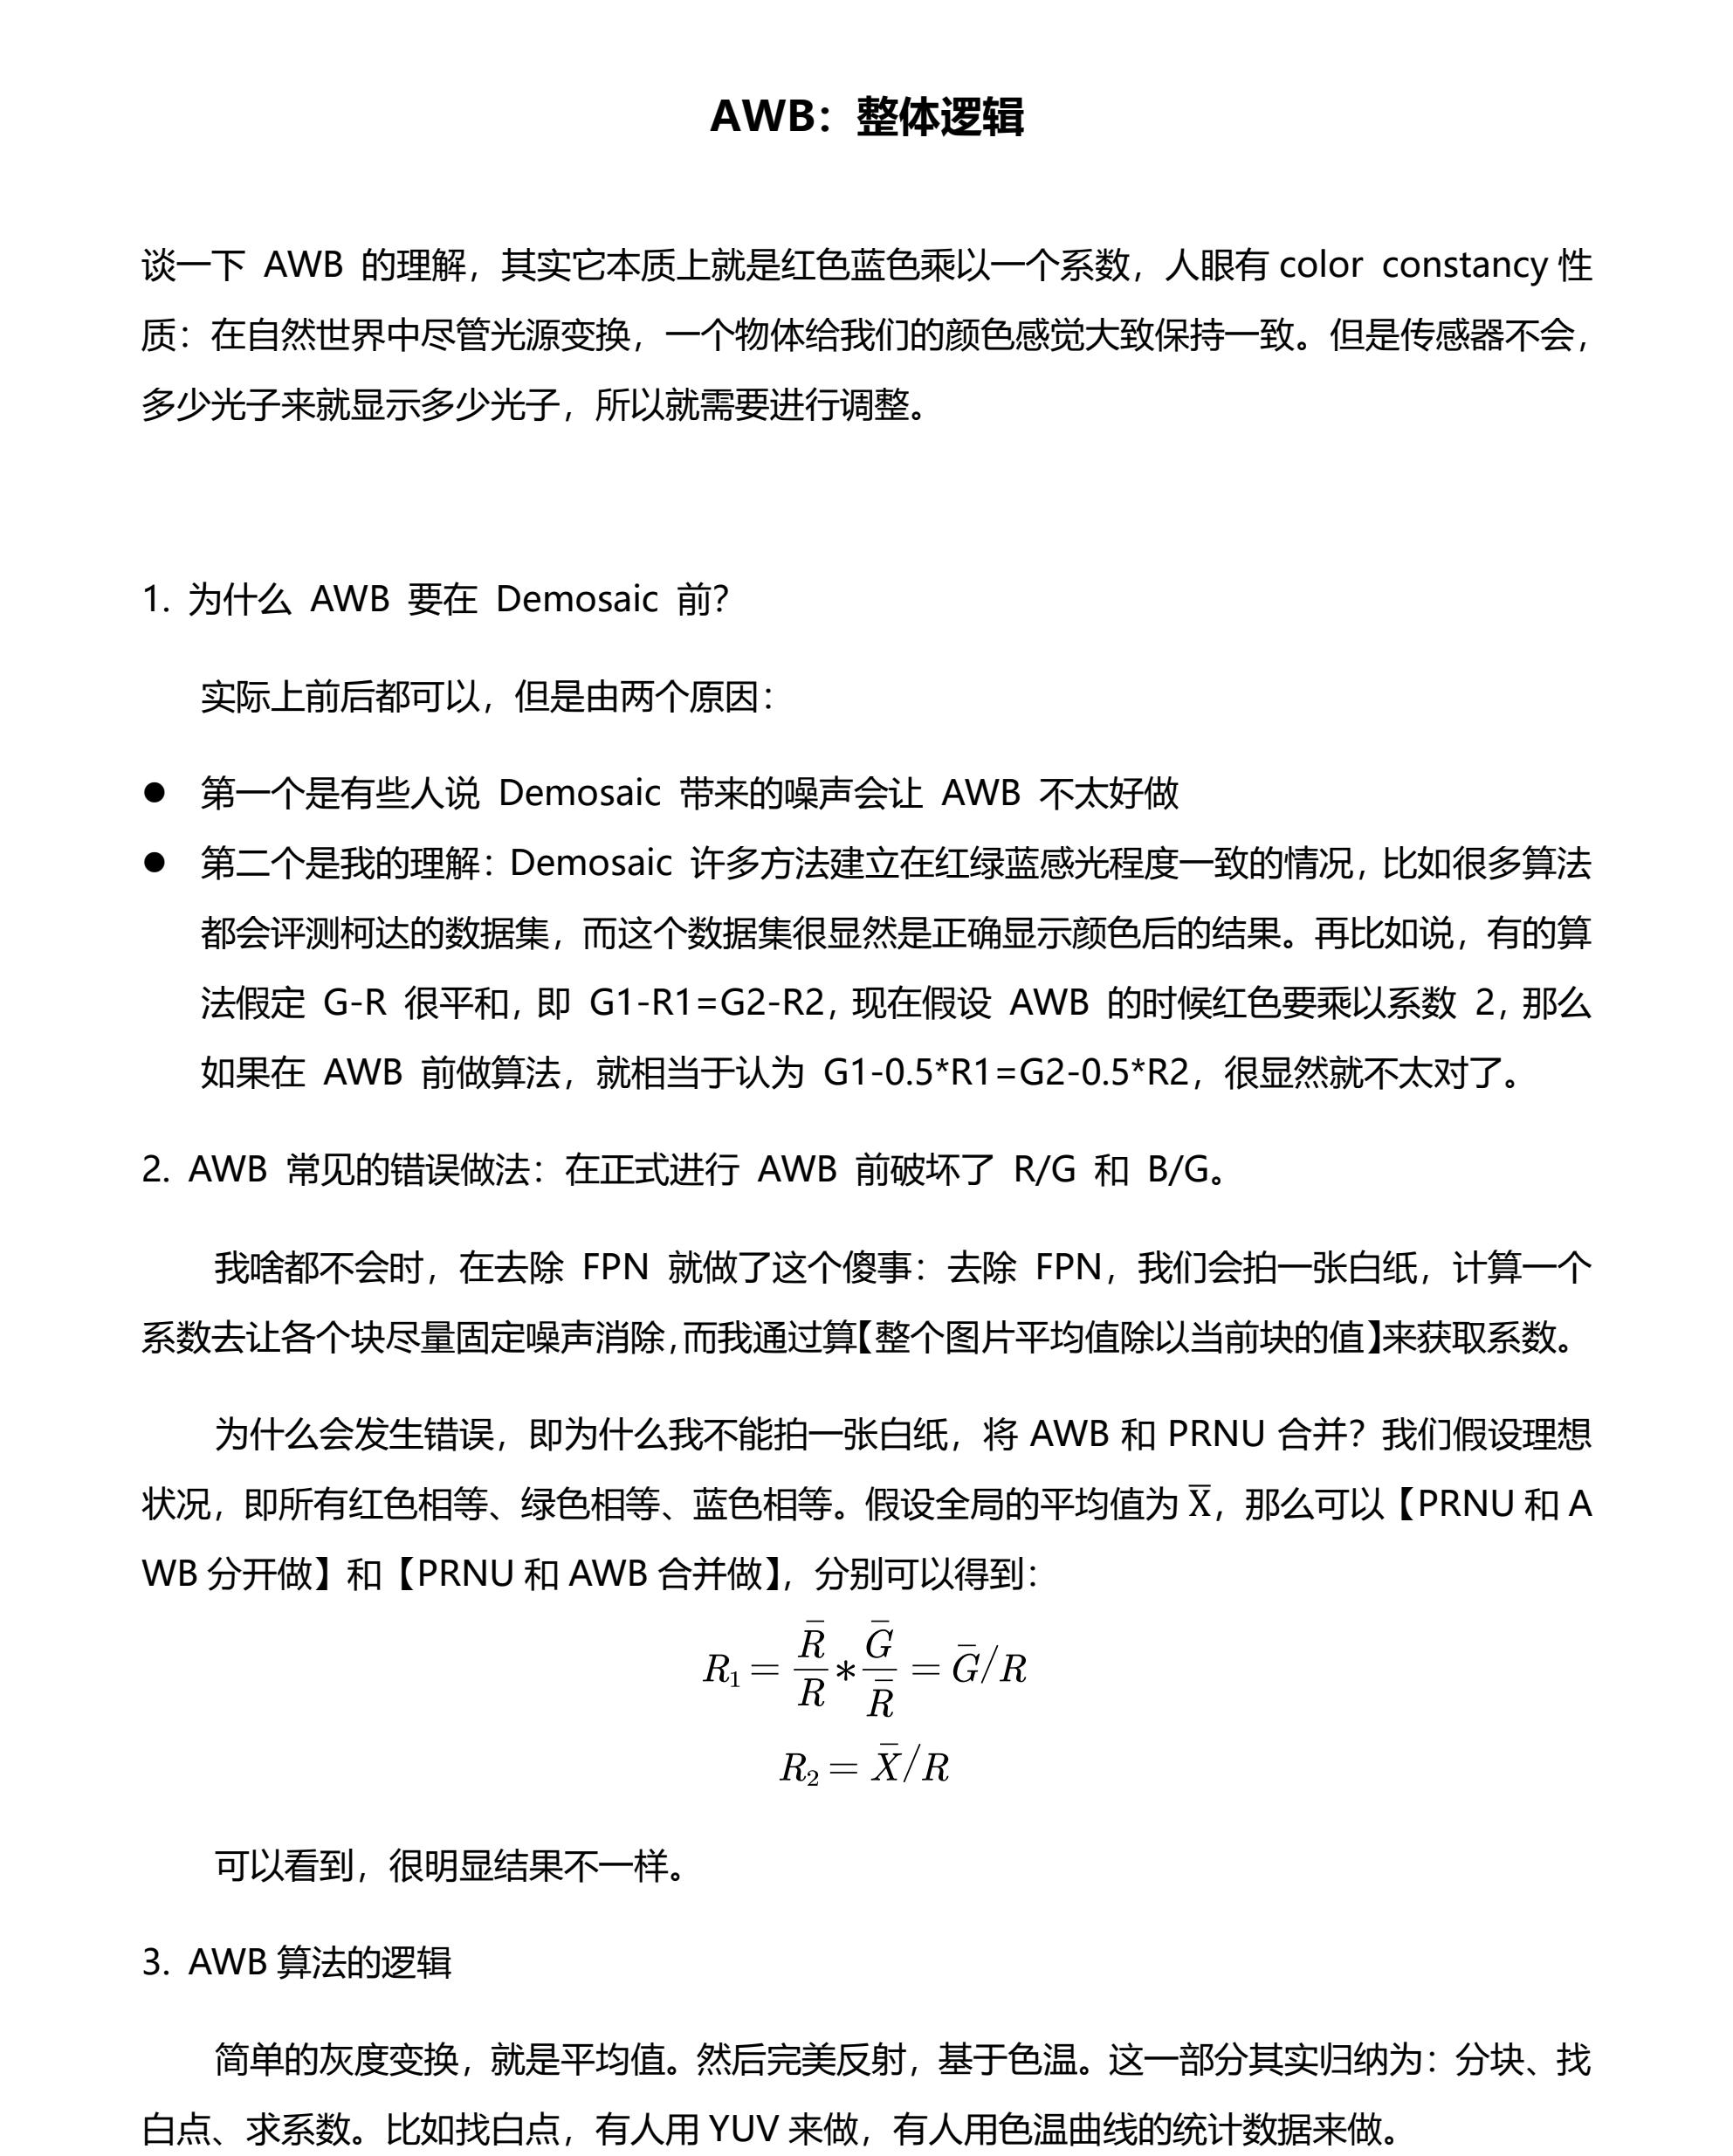 AWB：整体逻辑
谈一下 AWB 的理解，其实它本质上就是红色蓝色乘以一个系数，人眼有 color constancy 性
质：在自然世界中尽管光源变换，一个物体给我们的颜色感觉大致保持一致。但是传感器不会，
多少光子来就显示多少光子，所以就需要进行调整。
1. 为什么 AWB 要在 Demosaic 前？
实际上前后都可以，但是由两个原因：
● 第一个是有些人说 Demosaic 带来的噪声会让 AWB 不太好做
● 第二个是我的理解：Demosaic 许多方法建立在红绿蓝感光程度一致的情况，比如很多算法
都会评测柯达的数据集，而这个数据集很显然是正确显示颜色后的结果。再比如说，有的算
法假定 G-R 很平和，即 G1-R1=G2-R2，现在假设 AWB 的时候红色要乘以系数 2，那么
如果在 AWB 前做算法，就相当于认为 G1-0.5*R1=G2-0.5*R2，很显然就不太对了。
2. AWB 常见的错误做法：在正式进行 AWB 前破坏了 R/G 和 B/G。
我啥都不会时，在去除 FPN 就做了这个傻事：去除 FPN，我们会拍一张白纸，计算一个
系数去让各个块尽量固定噪声消除，而我通过算【整个图片平均值除以当前块的值】来获取系数。
为什么会发生错误，即为什么我不能拍一张白纸，将 AWB 和 PRNU 合并？我们假设理想
状况，即所有红色相等、绿色相等、蓝色相等。假设全局的平均值为 X̅，那么可以【PRNU 和 A
WB 分开做】和【PRNU 和 AWB 合并做】，分别可以得到：
R₁ = R̅/R * G̅/R̅ = G̅/R
R₂ = X̅/R
可以看到，很明显结果不一样。
3. AWB 算法的逻辑
简单的灰度变换，就是平均值。然后完美反射，基于色温。这一部分其实归纳为：分块、找
白点、求系数。比如找白点，有人用 YUV 来做，有人用色温曲线的统计数据来做。